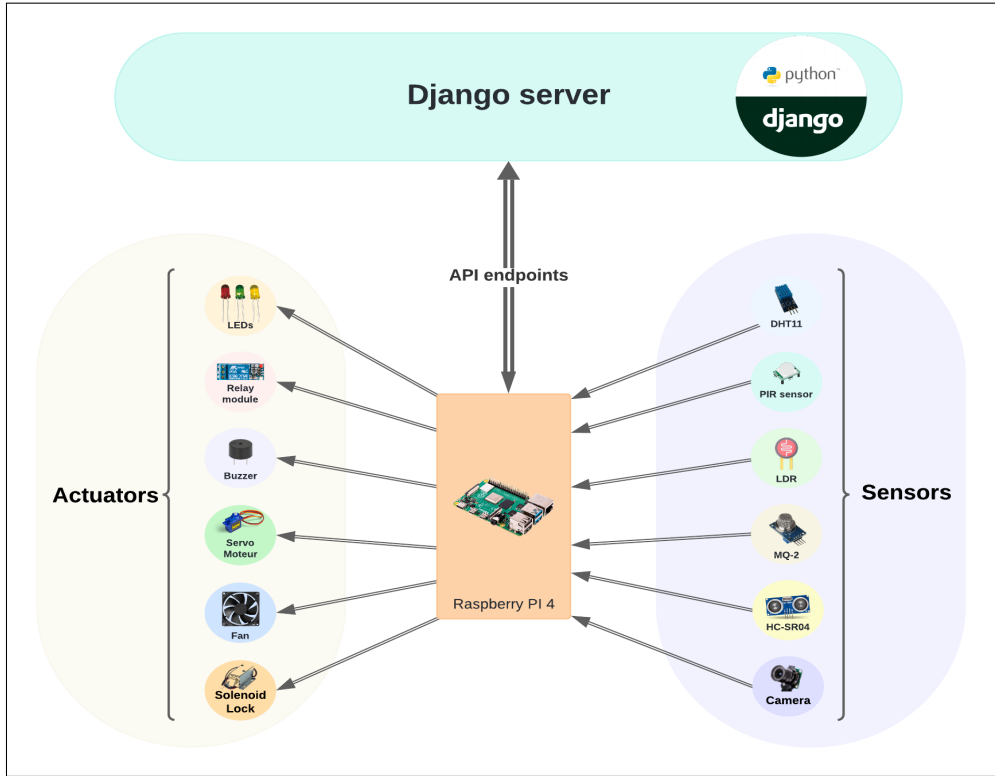 Django server
python™
django
API endpoints
Actuators
LEDs
Relay
module
Buzzer
Servo
Moteur
Fan
Solenoid
Lock
Raspberry PI 4
DHT11
PIR sensor
LDR
MQ-2
HC-SR04
Camera
Sensors